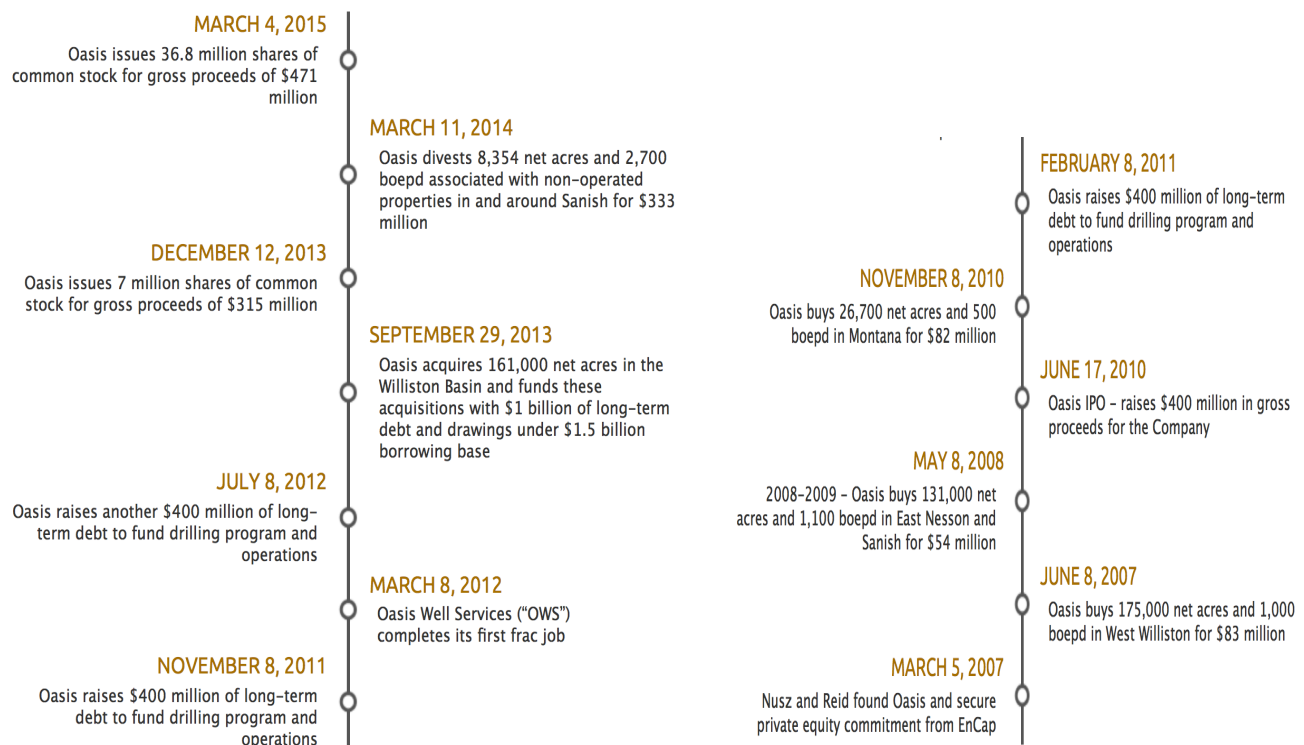 MARCH 4, 2015
Oasis issues 36.8 million shares of
common stock for gross proceeds of $471
million
MARCH 11, 2014
Oasis divests 8,354 net acres and 2,700
boepd associated with non-operated
properties in and around Sanish for $333
million
DECEMBER 12, 2013
Oasis issues 7 million shares of common
stock for gross proceeds of $315 million
SEPTEMBER 29, 2013
Oasis acquires 161,000 net acres in the
Williston Basin and funds these
acquisitions with $1 billion of long-term
debt and drawings under $1.5 billion
borrowing base
JULY 8, 2012
Oasis raises another $400 million of long-
term debt to fund drilling program and
operations
MARCH 8, 2012
Oasis Well Services (“OWS”)
completes its first frac job
NOVEMBER 8, 2011
Oasis raises $400 million of long-term
debt to fund drilling program and
operations
FEBRUARY 8, 2011
Oasis raises $400 million of long-term
debt to fund drilling program and
operations
NOVEMBER 8, 2010
Oasis buys 26,700 net acres and 500
boepd in Montana for $82 million
JUNE 17, 2010
Oasis IPO - raises $400 million in gross
proceeds for the Company
MAY 8, 2008
2008-2009 - Oasis buys 131,000 net
acres and 1,100 boepd in East Nesson and
Sanish for $54 million
JUNE 8, 2007
Oasis buys 175,000 net acres and 1,000
boepd in West Williston for $83 million
MARCH 5, 2007
Nusz and Reid found Oasis and secure
private equity commitment from EnCap